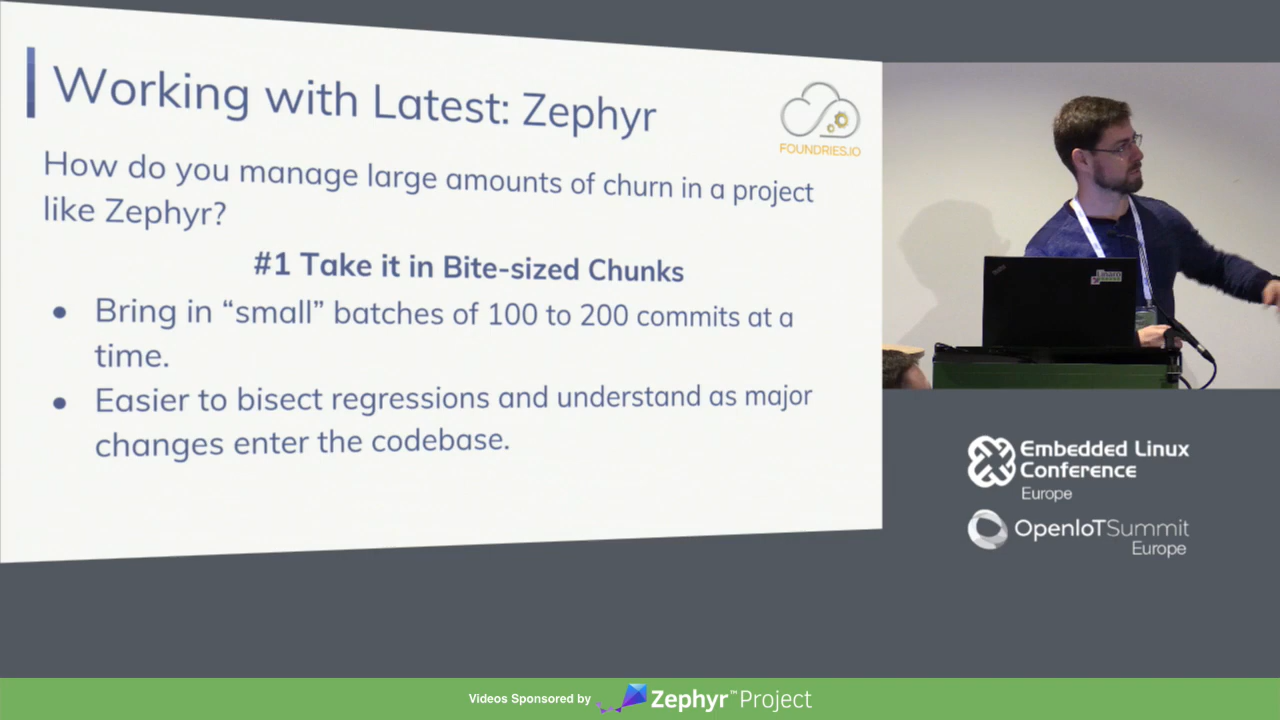 Working with Latest: Zephyr
FOUNDRIES.IO
How do you manage large amounts of churn in a project
like Zephyr?
#1 Take it in Bite-sized Chunks
● Bring in “small” batches of 100 to 200 commits at a
time.
● Easier to bisect regressions and understand as major
changes enter the codebase.
Linaro
Embedded Linux
Conference
Europe
OpenIoTSummit
Europe
Videos Sponsored by Zephyr™Project